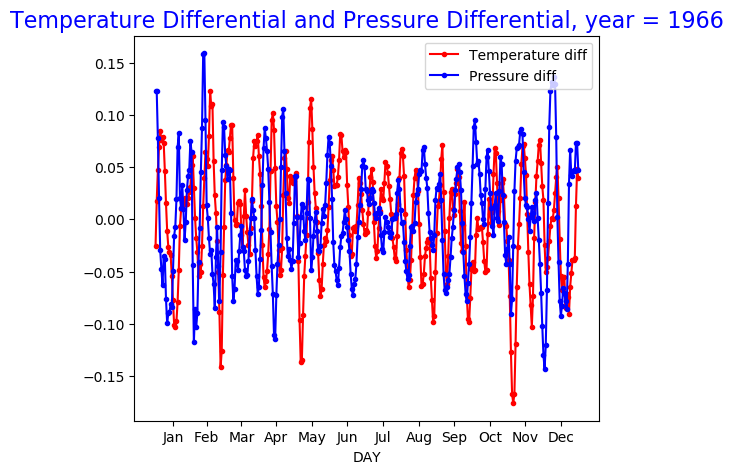 Temperature Differential and Pressure Differential, year = 1966
Temperature diff
Pressure diff
0.15
0.10
0.05
0.00
−0.05
−0.10
−0.15
Jan Feb Mar Apr May Jun Jul Aug Sep Oct Nov Dec
DAY